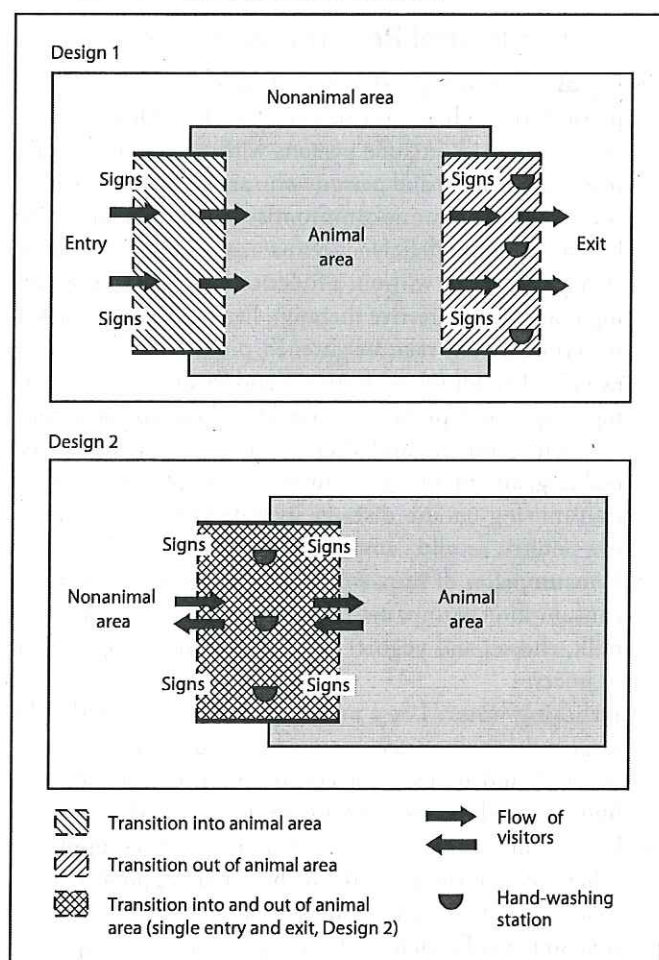 Design 1
Nonanimal area
Signs
Signs
Entry
Animal
area
Exit
Signs
Signs
Design 2
Signs
Signs
Nonanimal
area
Animal
area
Signs
Signs
Transition into animal area
Flow of
visitors
Transition out of animal area
Transition into and out of animal
area (single entry and exit, Design 2)
Hand-washing
station